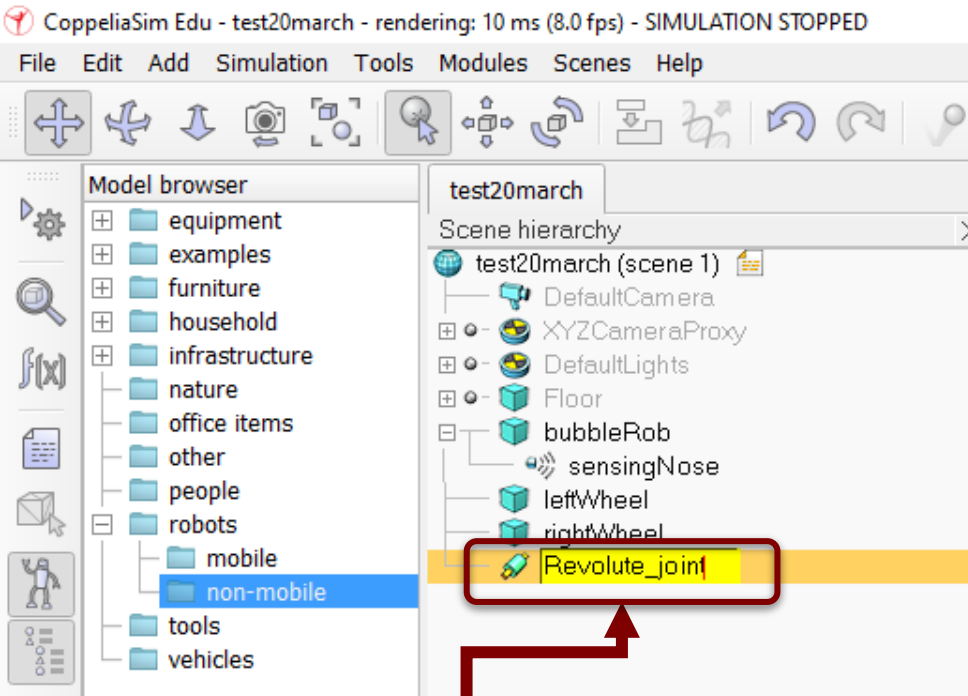 CoppeliaSim Edu - test20march - rendering: 10 ms (8.0 fps) - SIMULATION STOPPED
File Edit Add Simulation Tools Modules Scenes Help
Model browser
equipment
examples
furniture
household
infrastructure
nature
office items
other
people
robots
mobile
non-mobile
tools
vehicles
f(x)
test20march
Scene hierarchy
test20march (scene 1)
DefaultCamera
XYZCameraProxy
DefaultLights
Floor
bubbleRob
sensingNose
leftWheel
rightWheel
Revolute_joint